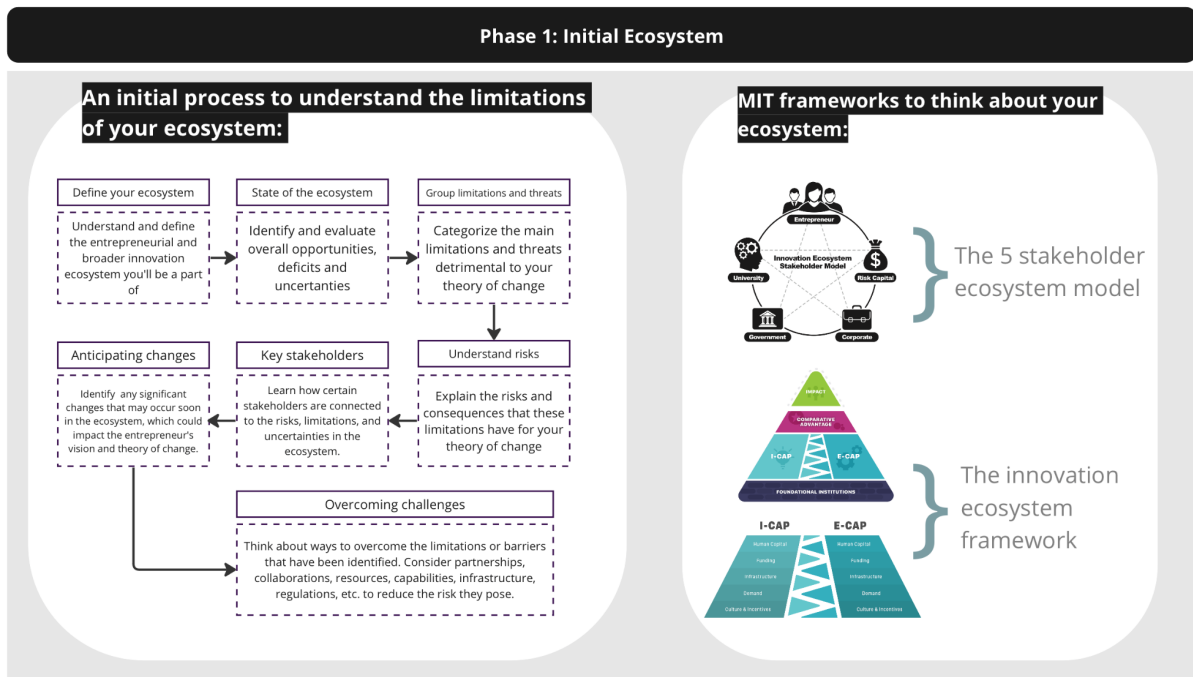 Phase 1: Initial Ecosystem
An initial process to understand the limitations
of your ecosystem:
Define your ecosystem
Understand and define
the entrepreneurial and
broader innovation
ecosystem you'll be a part
of
State of the ecosystem
Identify and evaluate
overall opportunities,
deficits and
uncertanties
Group limitations and threats
Categorize the main
limitations and threats
detrimental to your
theory of change
Understand risks
Explain the risks and
consequences that these
limitations have for your
theory of change
Key stakeholders
Learn how certain
stakeholders are connected
to the risks, limitations, and
uncertainties in the
ecosystem.
Anticipating changes
Identify any significant
changes that may occur soon
in the ecosystem, which could
impact the entrepreneur's
vision and theory of change.
Overcoming challenges
Think about ways to overcome the limitations or barriers
that have been identified. Consider partnerships,
collaborations, resources, capabilities, infrastructure,
regulations, etc. to reduce the risk they pose.
MIT frameworks to think about your
ecosystem:
Entrepreneur
University
Innovation Ecosystem
Stakeholder Model
Risk Capital
$
Government
Corporate
The 5 stakeholder
ecosystem model
IMPACT
COMPARATIVE
ADVANTAGE
I-CAP
E-CAP
FOUNDATIONAL INSTITUTIONS
I-CAP
E-CAP
Human Capital
Human Capital
Funding
Funding
Infrastructure
Infrastructure
Demand
Demand
Culture & Incentives
Culture & Incentives
The innovation
ecosystem
framework